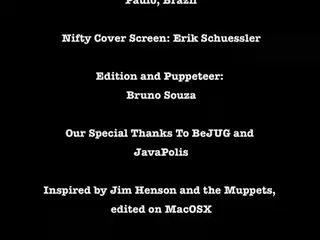 Paulo, Brazil
Nifty Cover Screen: Erik Schuessler
Edition and Puppeteer:
Bruno Souza
Our Special Thanks To BeJUG and
JavaPolis
Inspired by Jim Henson and the Muppets,
edited on MacOSX